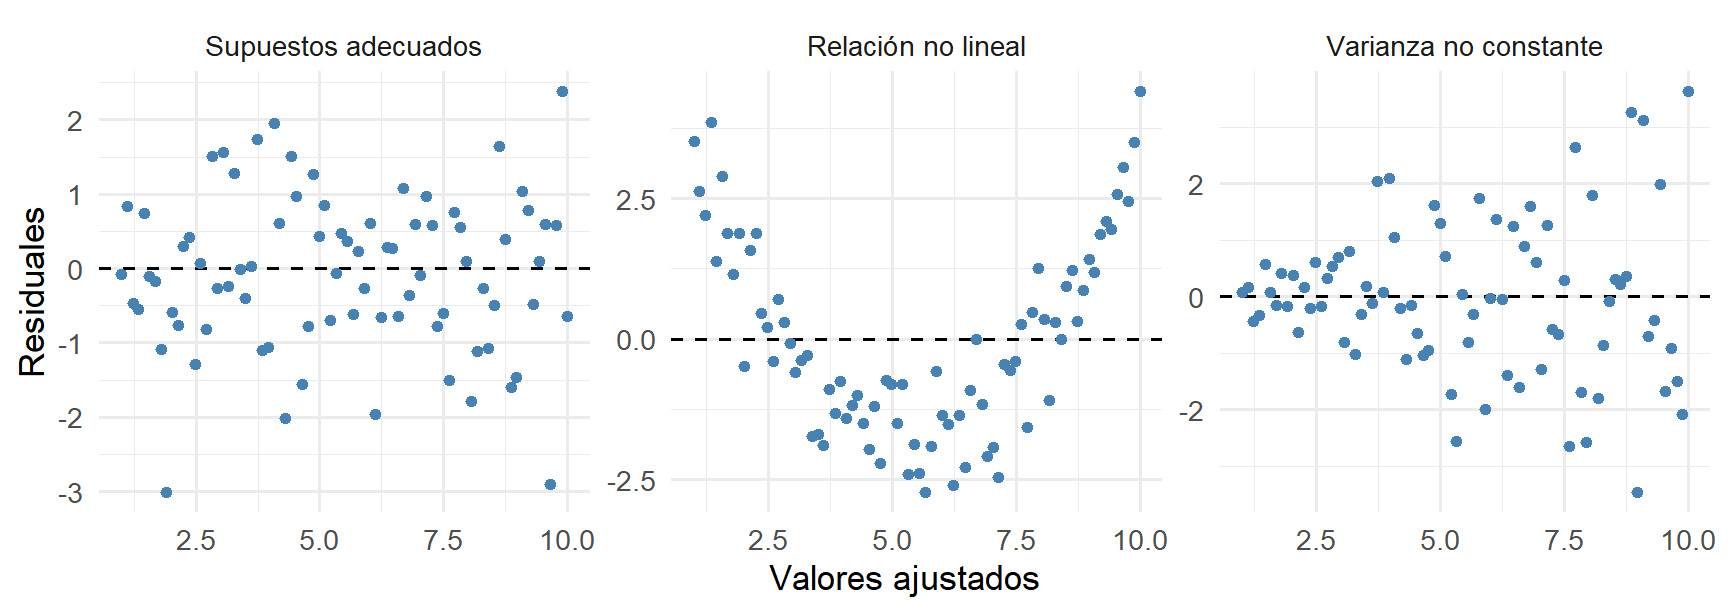 Supuestos adecuados
Relación no lineal
Varianza no constante
Residuales
2
1
0
-1
-2
-3
2.5
0.0
-2.5
2
0
-2
2.5 5.0 7.5 10.0
2.5 5.0 7.5 10.0
2.5 5.0 7.5 10.0
Valores ajustados